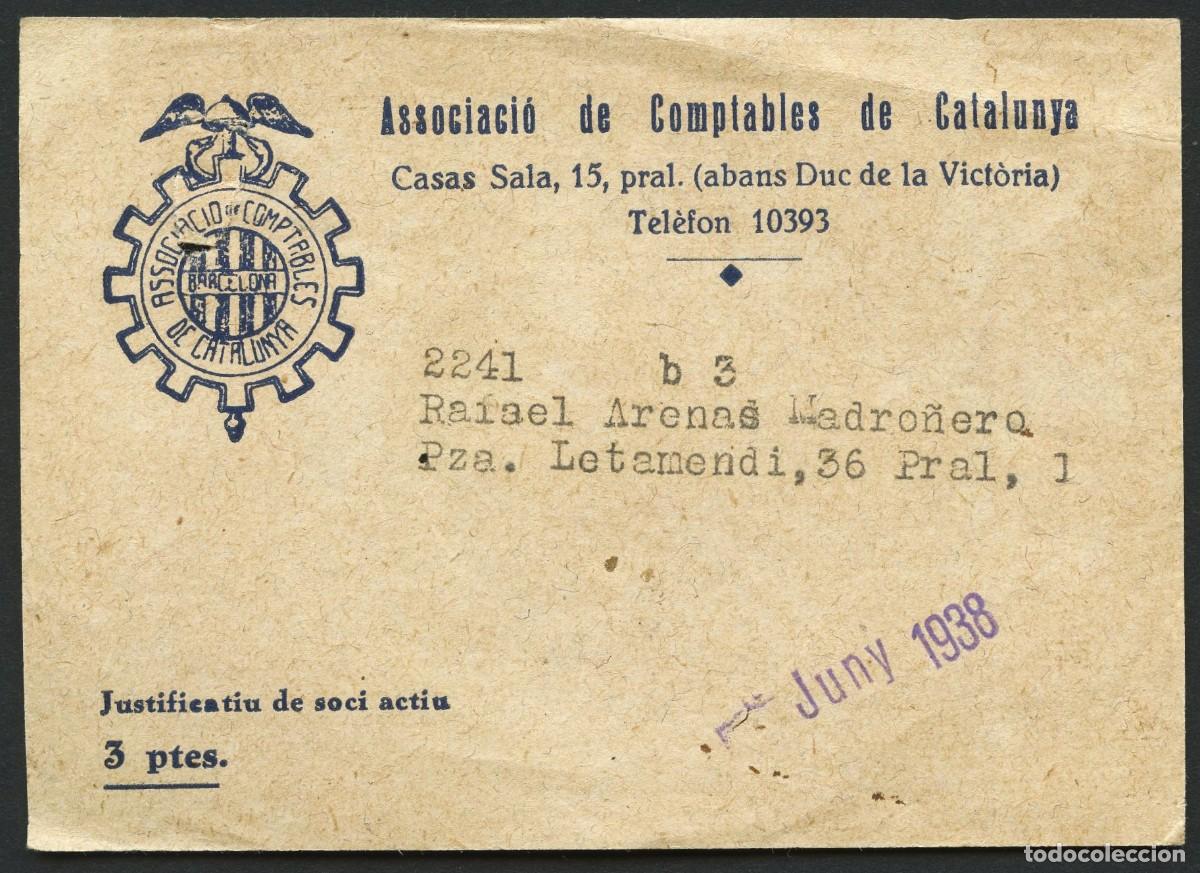 Associació de Comptables de Catalunya
Casas Sala, 15, pral. (abans Duc de la Victòria)
Telèfon 10393
ASSOCIACIO de COMPTABLES
BARCELONA
DE CATALUNYA
2241 b 3
Rafael Arenas Madroñero
Pza. Letamendi, 36 Pral, 1
Juny 1938
Justificatiu de soci actiu
3 ptes.
todocoleccion